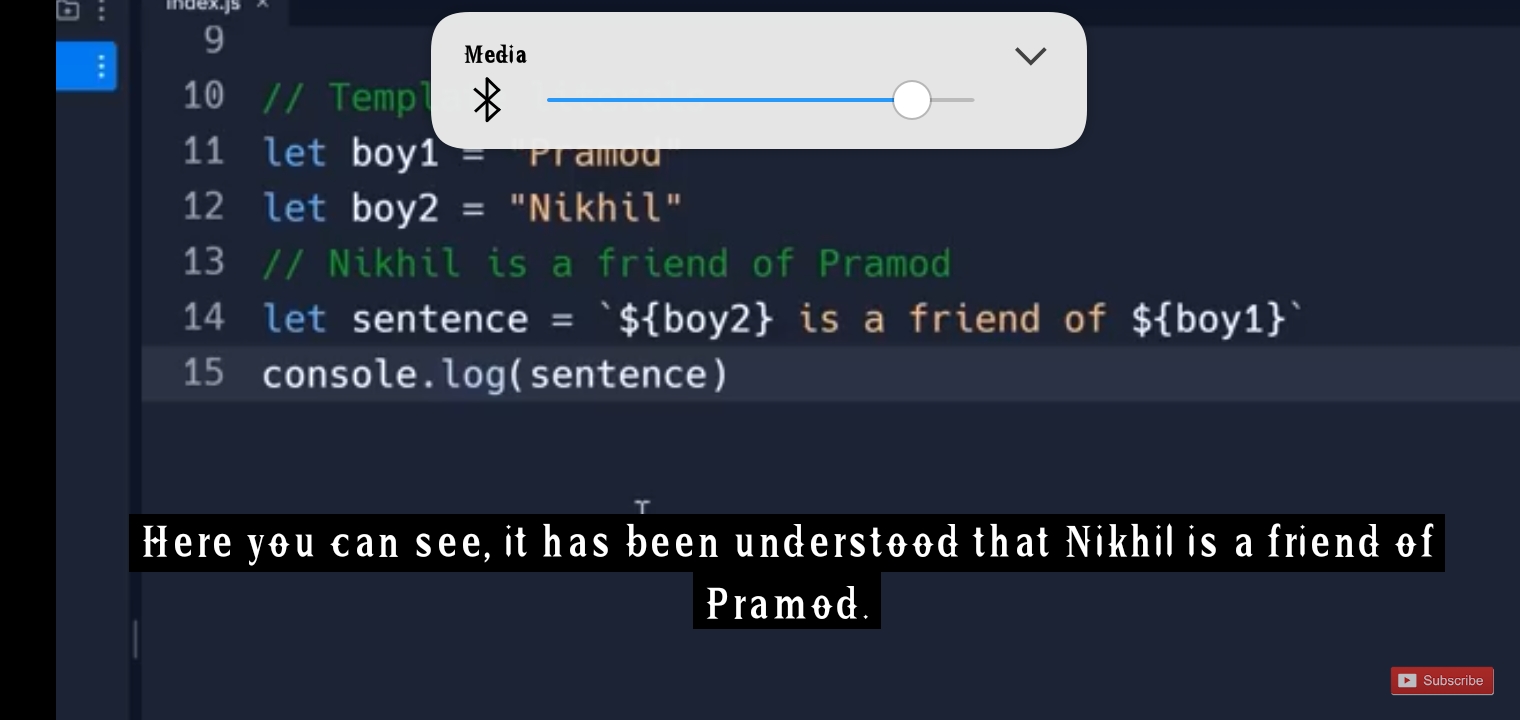 index.js ×
9
Media
10 // Templ
11 let boy1 = "Pramod"
12 let boy2 = "Nikhil"
13 // Nikhil is a friend of Pramod
14 let sentence = `${boy2} is a friend of ${boy1}`
15 console.log(sentence)
Here you can see, it has been understood that Nikhil is a friend of
Pramod.
Subscribe